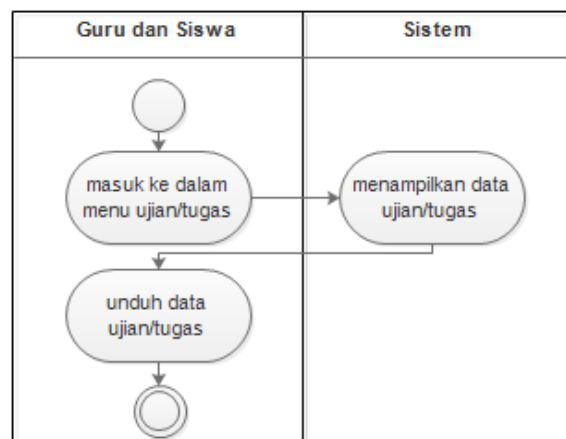 Guru dan Siswa
Sistem
masuk ke dalam
menu ujian/tugas
menampilkan data
ujian/tugas
unduh data
ujian/tugas